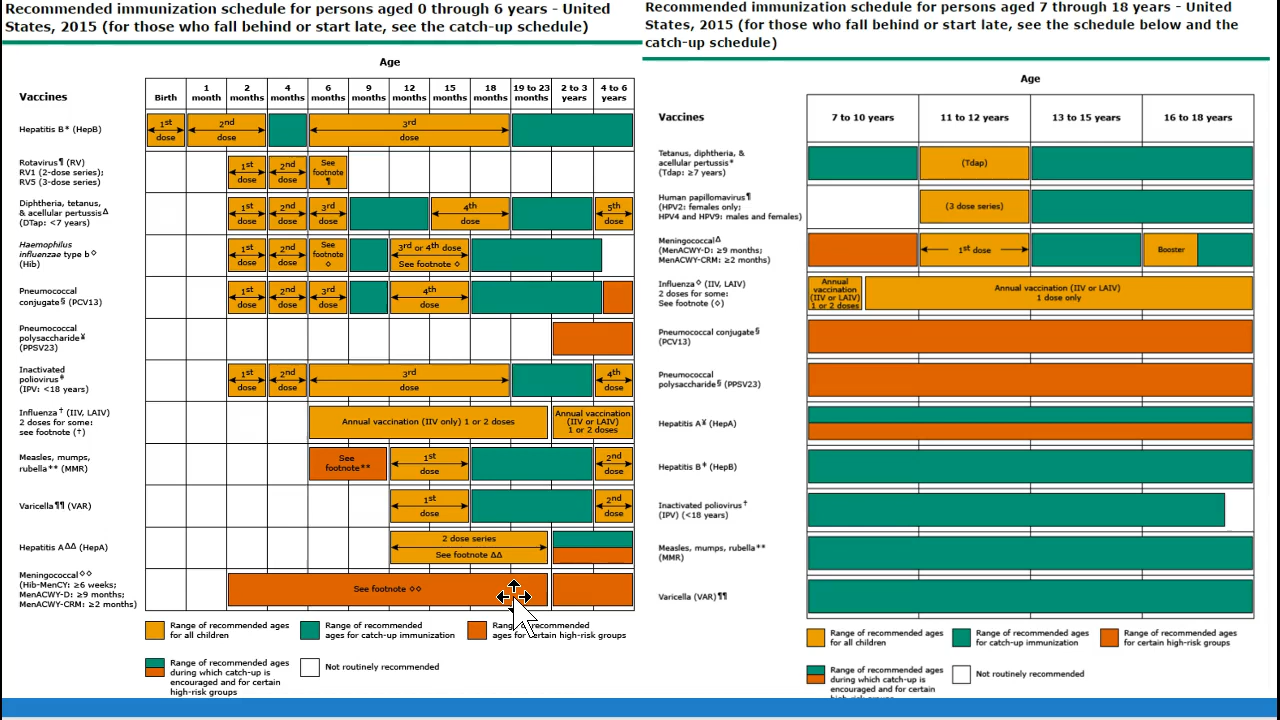 Recommended immunization schedule for persons aged 0 through 6 years - United
States, 2015 (for those who fall behind or start late, see the catch-up schedule)
Age
Vaccines
Birth
1 month
2 months
4 months
6 months
9 months
12 months
15 months
18 months
19 to 23 months
2 to 3 years
4 to 6 years
Hepatitis B* (HepB)
1st dose
2nd dose
3rd dose
Rotavirus¶ (RV)
RV1 (2-dose series);
RV5 (3-dose series)
1st dose
2nd dose
See footnote ¶
Diphtheria, tetanus,
& acellular pertussisΔ
(DTap: <7 years)
1st dose
2nd dose
3rd dose
4th dose
5th dose
Haemophilus
influenzae type b◊
(Hib)
1st dose
2nd dose
See footnote ◊
3rd or 4th dose
See footnote ◊
Pneumococcal
conjugate§ (PCV13)
1st dose
2nd dose
3rd dose
4th dose
Pneumococcal
polysaccharide¥
(PPSV23)
Inactivated
poliovirus‡
(IPV: <18 years)
1st dose
2nd dose
3rd dose
4th dose
Influenza† (IIV, LAIV)
2 doses for some:
see footnote (†)
Annual vaccination (IIV only) 1 or 2 doses
Annual vaccination
(IIV or LAIV)
1 or 2 doses
Measles, mumps,
rubella** (MMR)
See footnote**
1st dose
2nd dose
Varicella¶¶ (VAR)
1st dose
2nd dose
Hepatitis AΔΔ (HepA)
2 dose series
See footnote ΔΔ
Meningococcal◊◊
(Hib-MenCY: ≥6 weeks;
MenACWY-D: ≥9 months;
MenACWY-CRM: ≥2 months)
See footnote ◊◊
Range of recommended ages
for all children
Range of recommended
ages for catch-up immunization
ages for certain high-risk groups
Range of recommended ages
during which catch-up is
encouraged and for certain
high-risk groups
Not routinely recommended
Recommended immunization schedule for persons aged 7 through 18 years - United
States, 2015 (for those who fall behind or start late, see the schedule below and the
catch-up schedule)
Age
Vaccines
7 to 10 years
11 to 12 years
13 to 15 years
16 to 18 years
Tetanus, diphtheria, &
acellular pertussis*
(Tdap: ≥7 years)
(Tdap)
Human papillomavirus¶
(HPV2: females only;
HPV4 and HPV9: males and females)
(3 dose series)
MeningococcalΔ
(MenACWY-D: ≥9 months;
MenACWY-CRM: ≥2 months)
1st dose
Booster
Influenza◊ (IIV, LAIV)
2 doses for some:
See footnote (◊)
Annual
vaccination
(IIV or LAIV)
1 or 2 doses
Annual vaccination (IIV or LAIV)
1 dose only
Pneumococcal conjugate§
(PCV13)
Pneumococcal
polysaccharide§ (PPSV23)
Hepatitis A¥ (HepA)
Hepatitis B‡ (HepB)
Inactivated poliovirus†
(IPV) (<18 years)
Measles, mumps, rubella**
(MMR)
Varicella (VAR)¶¶
Range of recommended ages
for all children
Range of recommended ages
for catch-up immunization
Range of recommended ages
for certain high-risk groups
Range of recommended ages
during which catch-up is
encouraged and for certain
Not routinely recommended